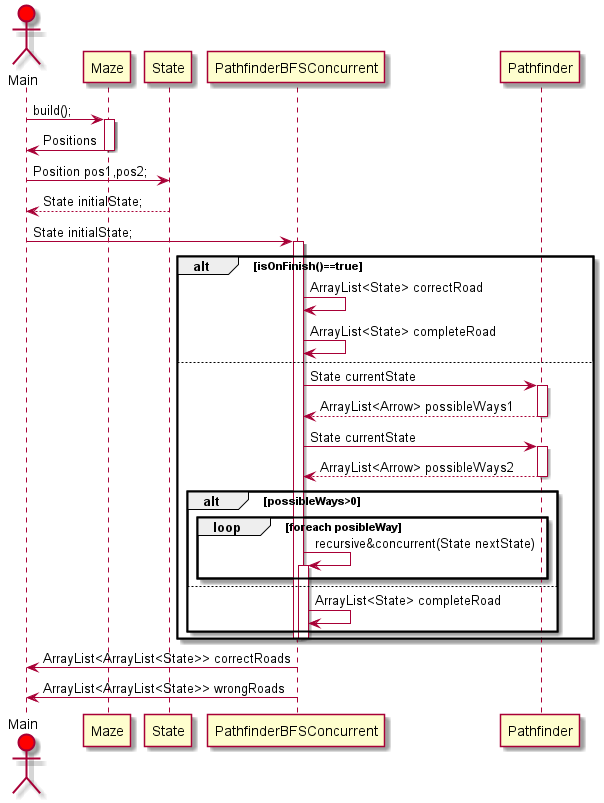 Main
Maze
State
PathfinderBFSConcurrent
Pathfinder
build();
Positions
Position pos1,pos2;
State initialState;
State initialState;
alt
[isOnFinish()==true]
ArrayList<State> correctRoad
ArrayList<State> completeRoad
State currentState
ArrayList<Arrow> possibleWays1
State currentState
ArrayList<Arrow> possibleWays2
alt
[possibleWays>0]
loop
[foreach posibleWay]
recursive&concurrent(State nextState)
ArrayList<State> completeRoad
ArrayList<ArrayList<State>> correctRoads
ArrayList<ArrayList<State>> wrongRoads
Main
Maze
State
PathfinderBFSConcurrent
Pathfinder